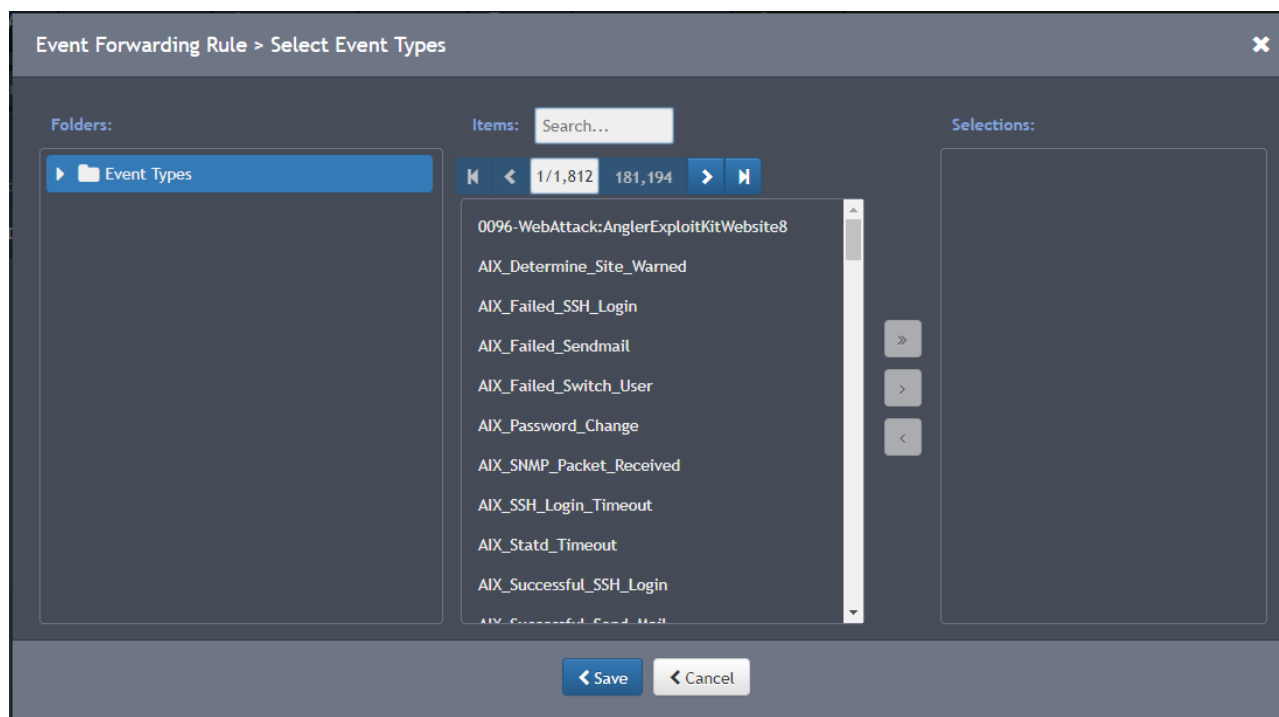 Event Forwarding Rule > Select Event Types
Folders:
Items:
Search...
Selections:
Event Types
1/1,812
181,194
0096-WebAttack:AnglerExploitKitWebsite8
AIX_Determine_Site_Warned
AIX_Failed_SSH_Login
AIX_Failed_Sendmail
AIX_Failed_Switch_User
AIX_Password_Change
AIX_SNMP_Packet_Received
AIX_SSH_Login_Timeout
AIX_Statd_Timeout
AIX_Successful_SSH_Login
AIX_Successful_Send_Mail
Save
Cancel